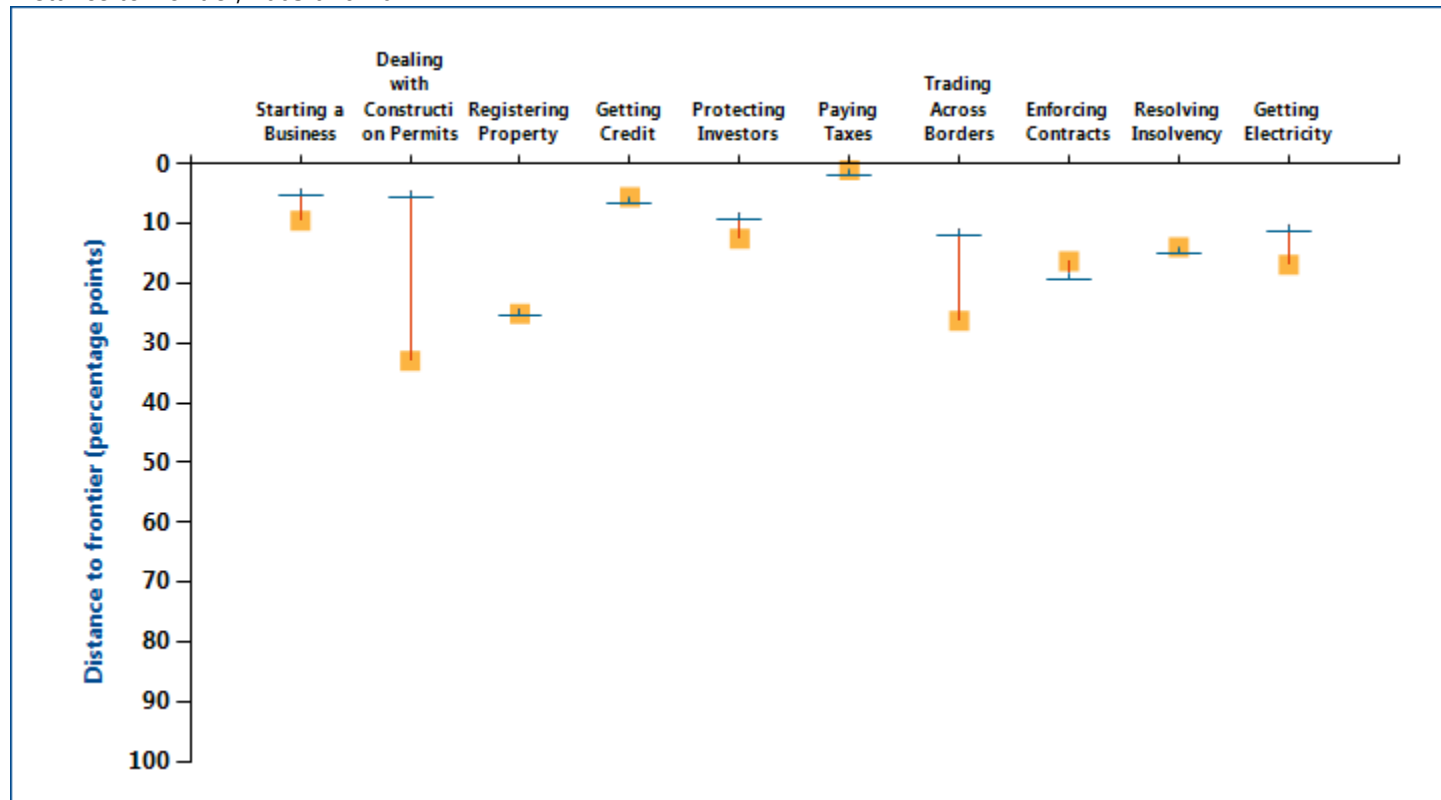 Dealing
with
Trading
Starting a
Constructi
Registering
Getting
Protecting
Paying
Across
Enforcing
Resolving
Getting
Business
on Permits
Property
Credit
Investors
Taxes
Borders
Contracts
Insolvency
Electricity
0
10
20
30
40
50
60
70
80
90
100
Distance to frontier (percentage points)